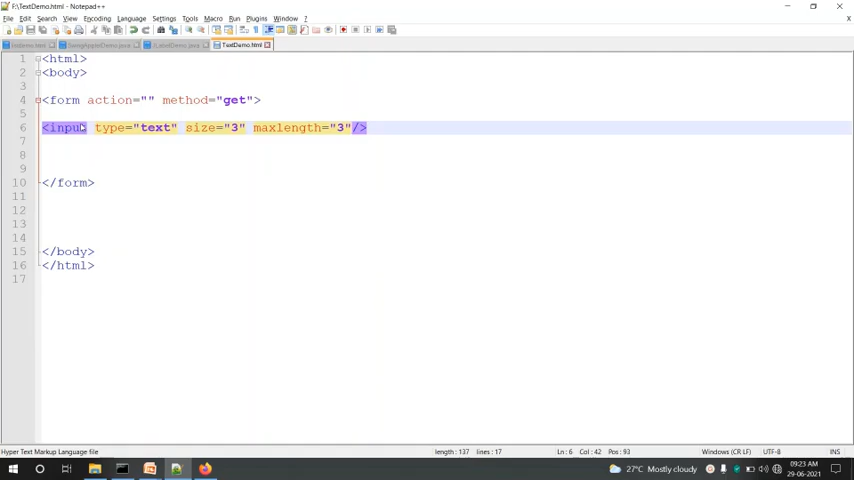 F:\TextDemo.html - Notepad++
File Edit Search View Encoding Language Settings Tools Macro Run Plugins Window ?
TextDemo.html
1 <html>
2 <body>
3
4 <form action="" method="get">
5
6 <input type="text" size="3" maxlength="3"/>
7
8
9
10 </form>
11
12
13
14
15 </body>
16 </html>
17
Hyper Text Markup Language file length : 137 lines : 17 Ln : 6 Col : 42 Pos : 93 Windows (CR LF) UTF-8 INS
27°C Mostly cloudy 09:23 AM
29-06-2021